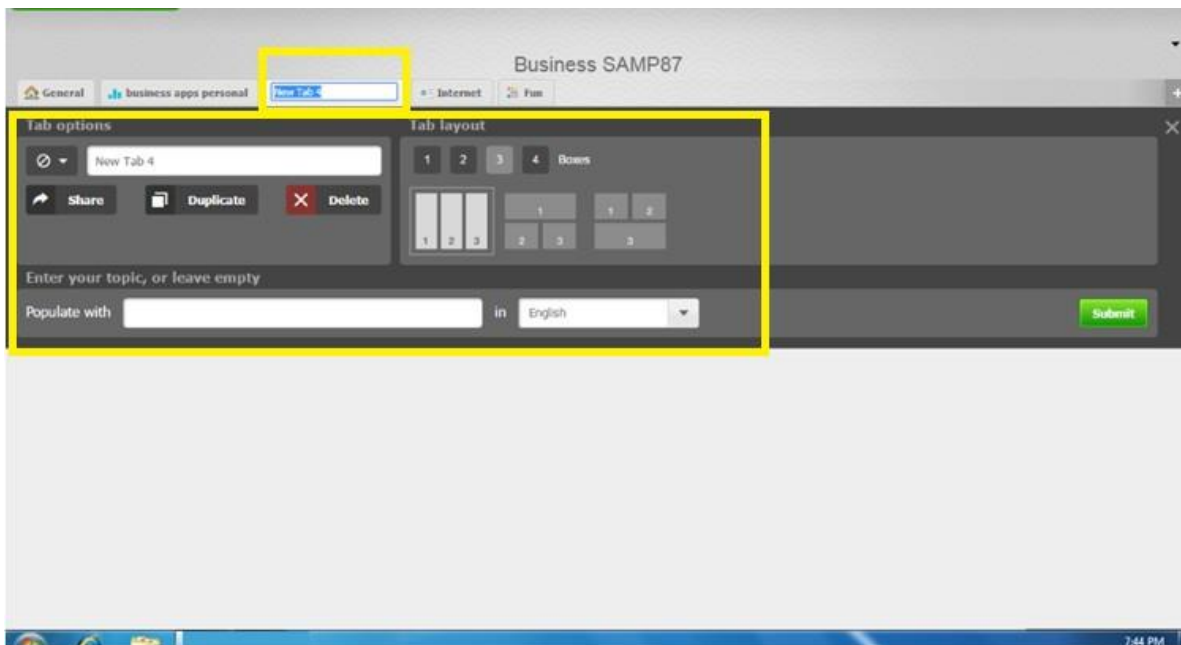 Business SAMP87
General business apps personal New Tab 4 Internet Fun
Tab options Tab layout
New Tab 4 1 2 3 4 Boxes
Share Duplicate Delete
1 1 2
1 2 3 2 3 3
Enter your topic, or leave empty
Populate with in English Submit
7:44 PM